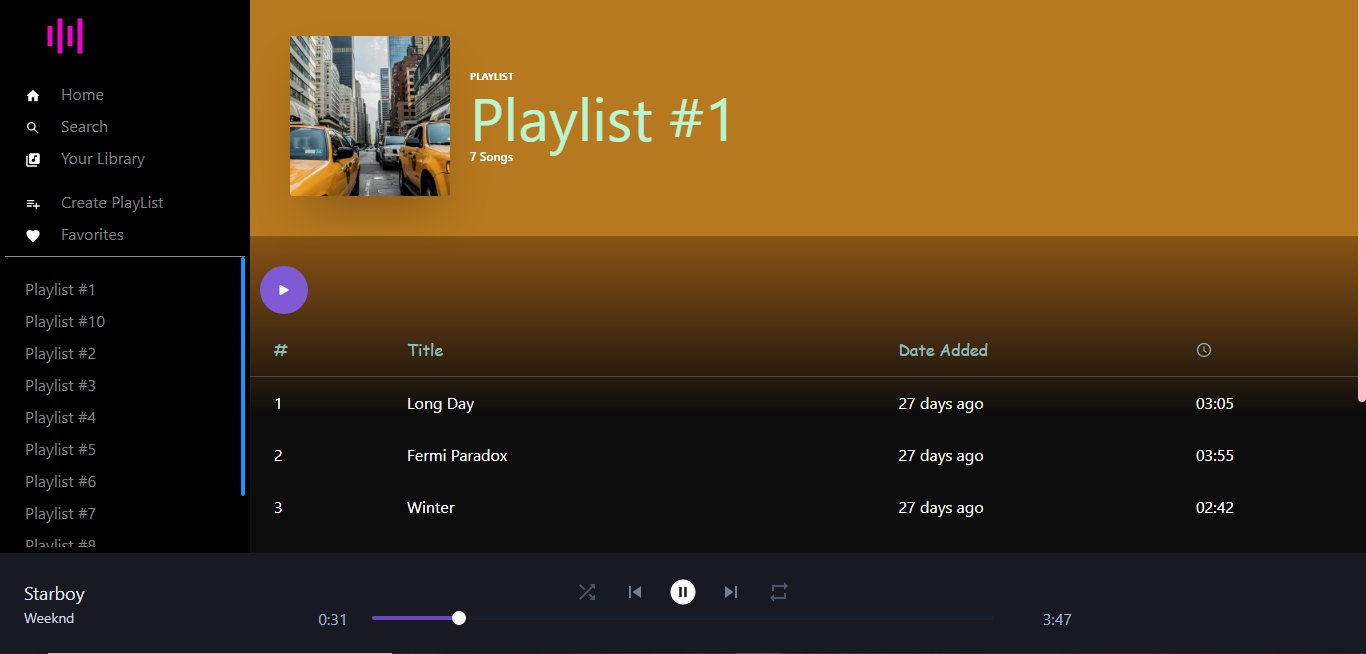 Home
Search
Your Library
Create PlayList
Favorites
Playlist #1
Playlist #10
Playlist #2
Playlist #3
Playlist #4
Playlist #5
Playlist #6
Playlist #7
Playlist #8
PLAYLIST
Playlist #1
7 Songs
# Title Date Added
1 Long Day 27 days ago 03:05
2 Fermi Paradox 27 days ago 03:55
3 Winter 27 days ago 02:42
Starboy
Weeknd
0:31 3:47